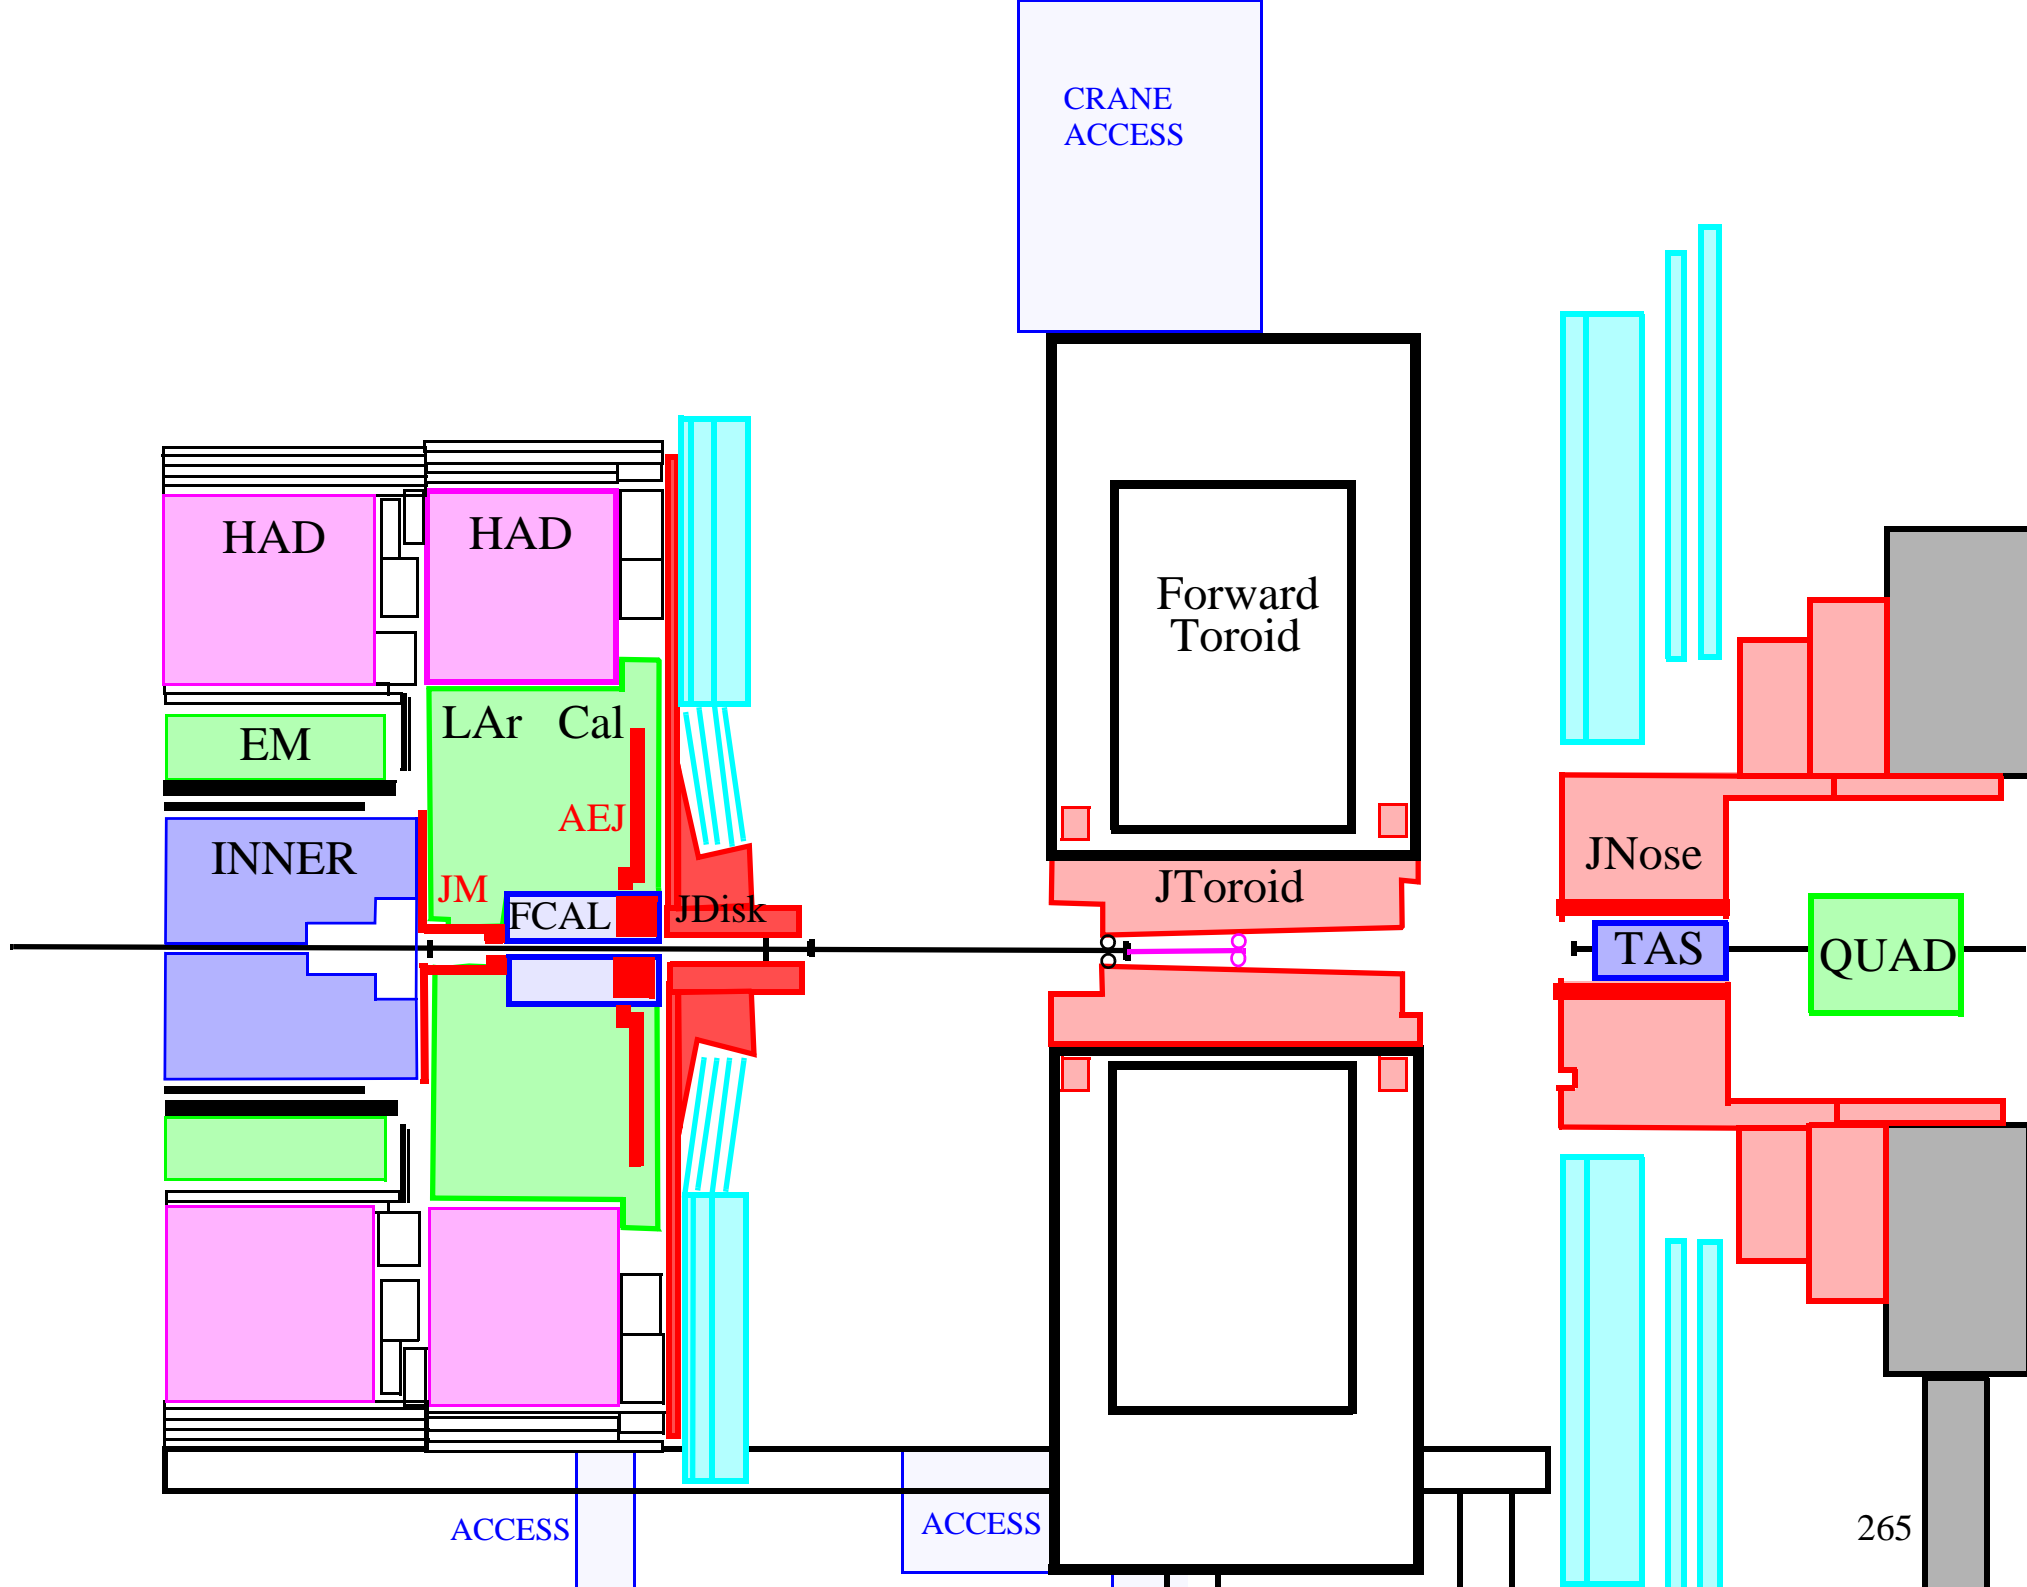 CRANE
ACCESS
HAD
HAD
Forward
Toroid
LAr Cal
EM
AEJ
INNER
JM
FCAL
JDisk
JToroid
JNose
TAS
QUAD
ACCESS
ACCESS
265